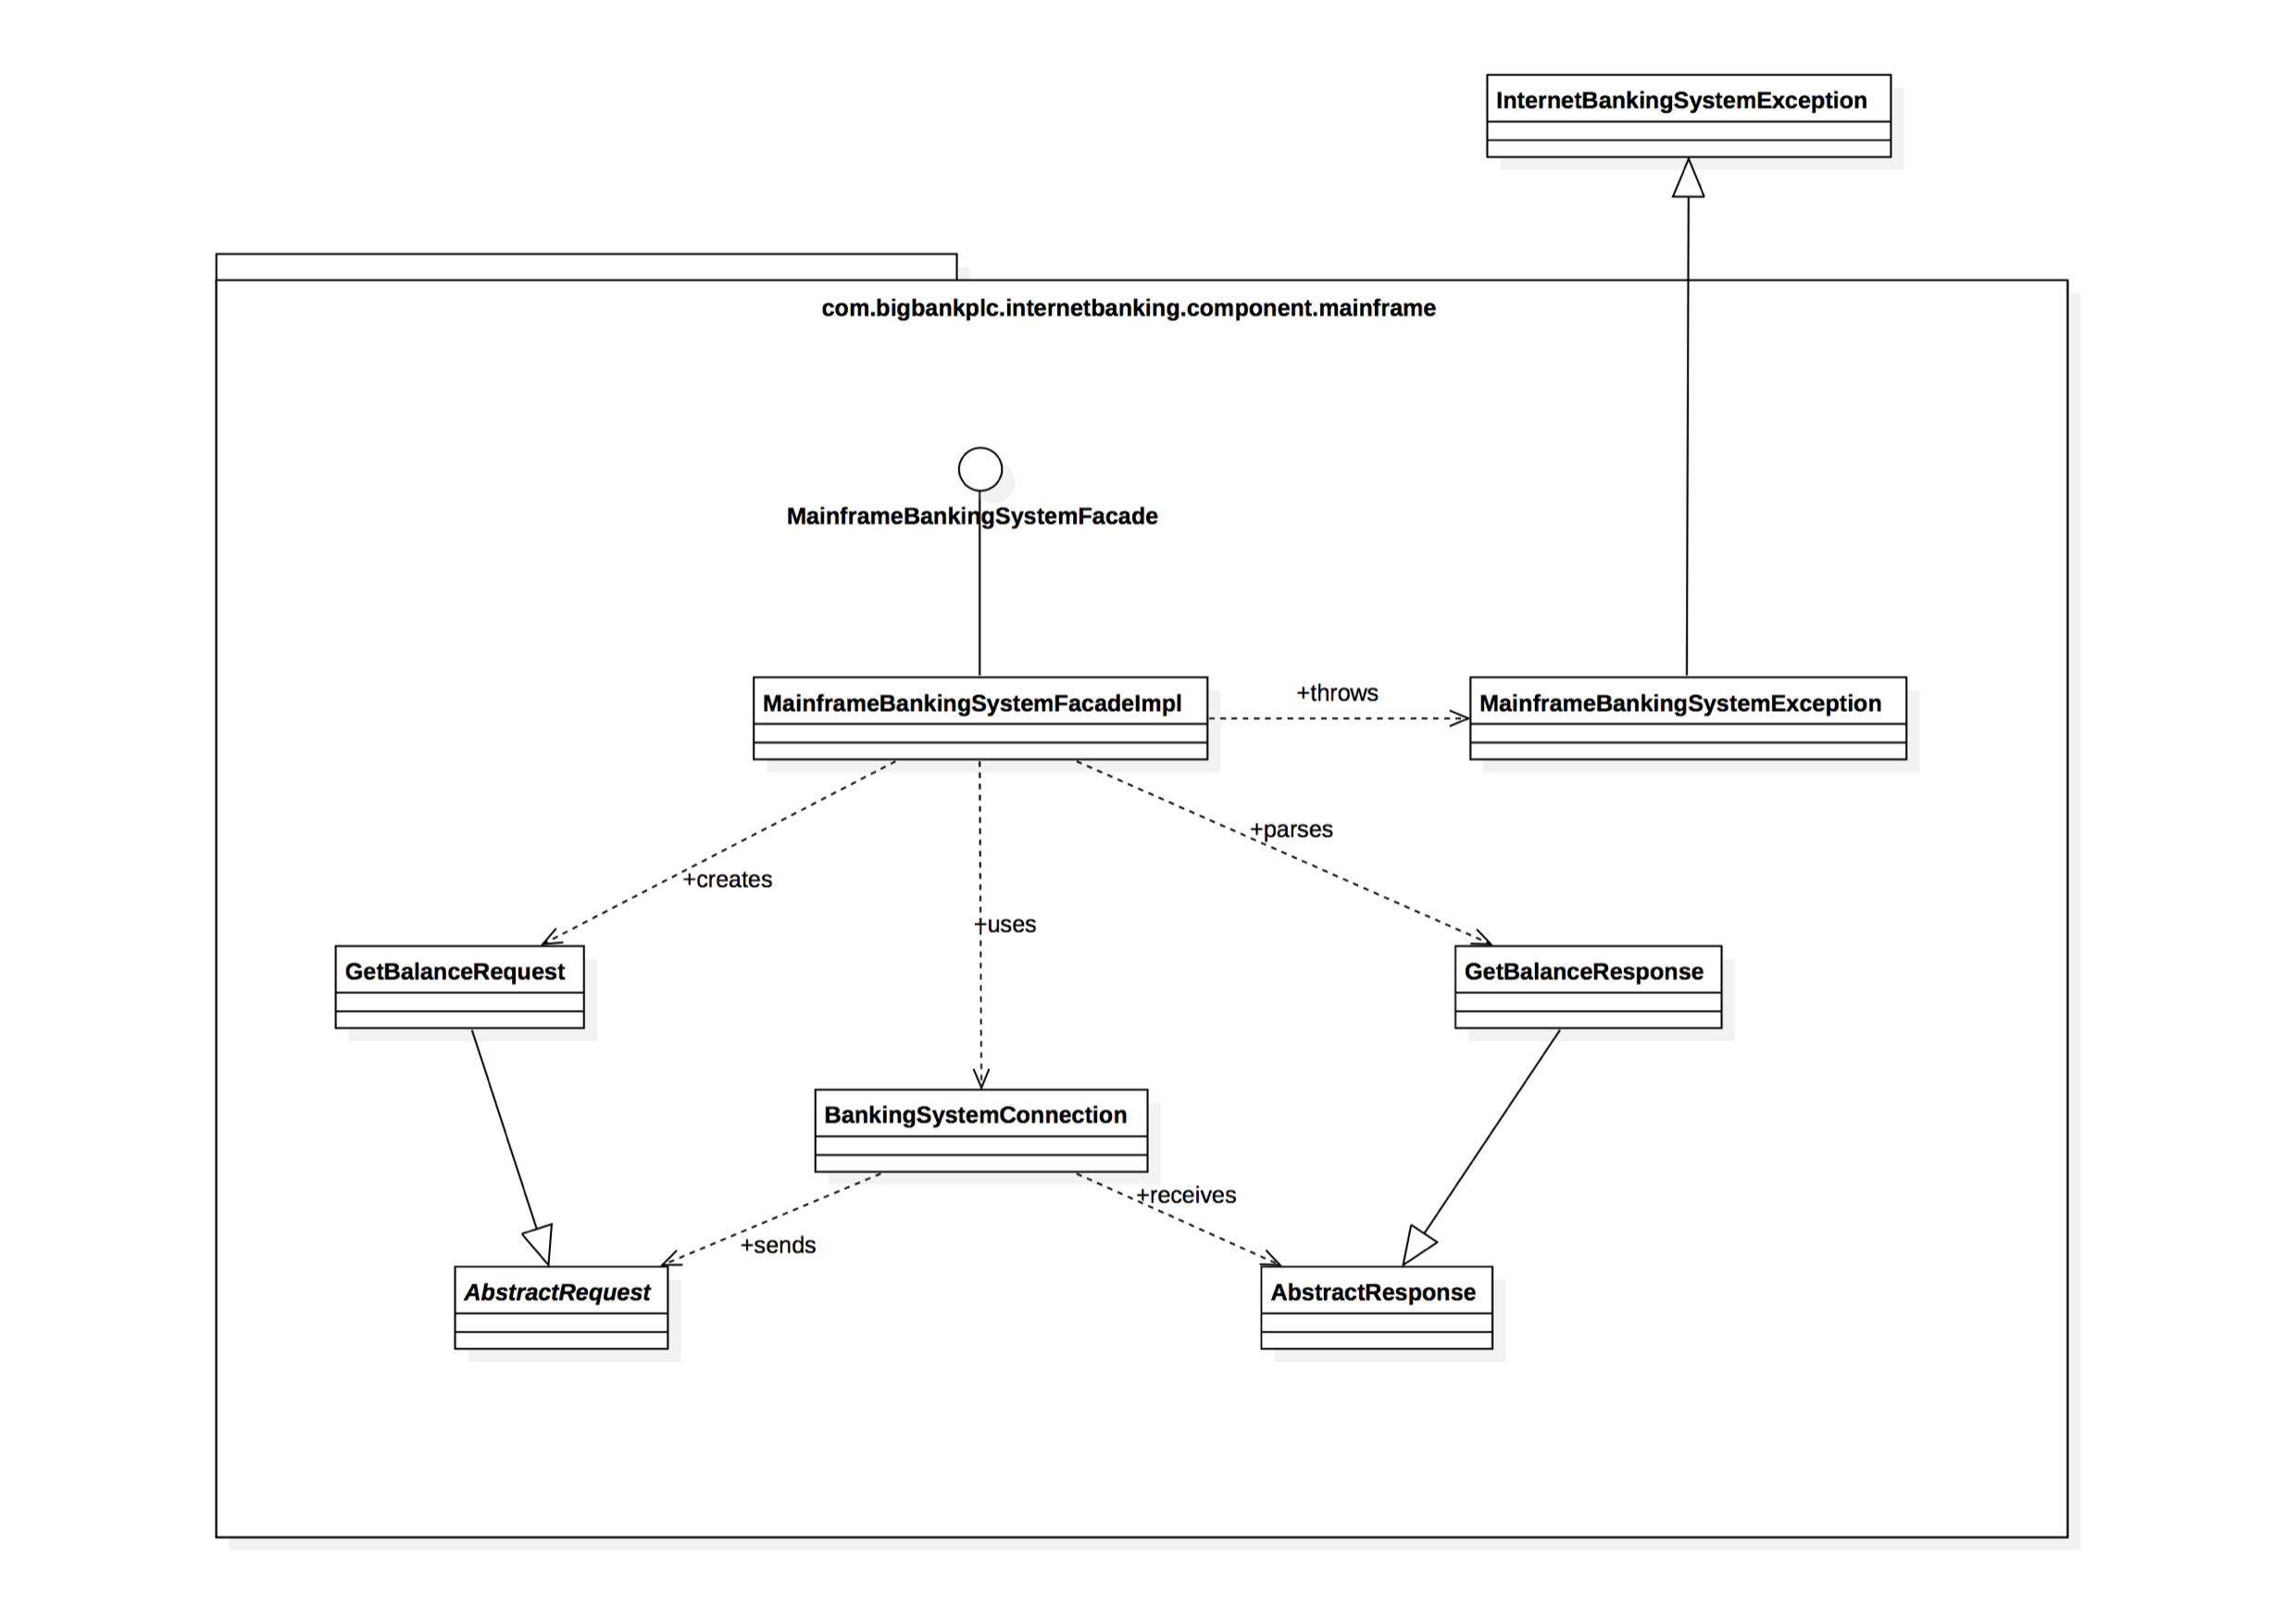 InternetBankingSystemException
com.bigbankplc.internetbanking.component.mainframe
MainframeBankingSystemFacade
MainframeBankingSystemFacadeImpl
+throws
MainframeBankingSystemException
+parses
+creates
+uses
GetBalanceRequest
GetBalanceResponse
BankingSystemConnection
+receives
+sends
AbstractRequest
AbstractResponse